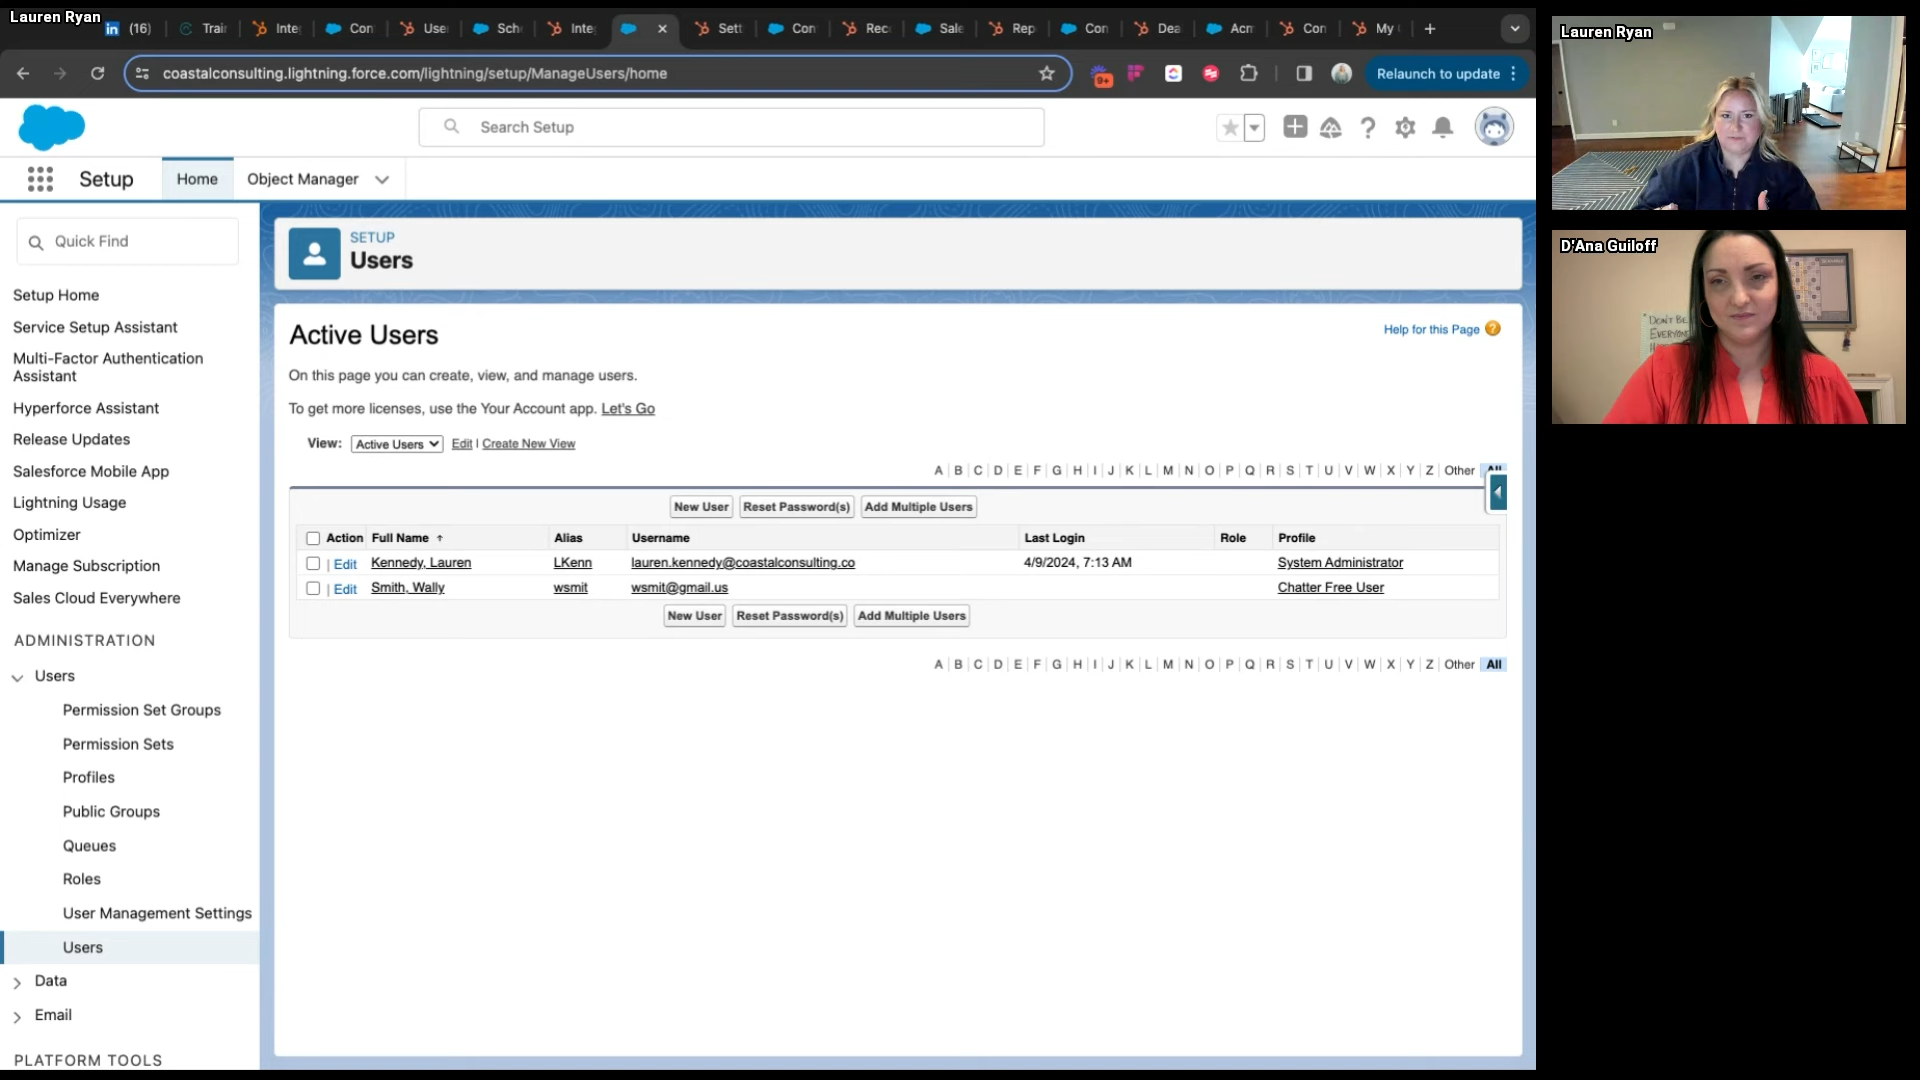 Lauren Ryan
(16)
Trai
Inte
Con
Use
Sch
Inte
Sett
Con
Rec
Sale
Rep
Con
Dea
Acm
Con
My
coastalconsulting.lightning.force.com/lightning/setup/ManageUsers/home
9+
Relaunch to update
Search Setup
Setup
Home
Object Manager
Quick Find
Setup Home
Service Setup Assistant
Multi-Factor Authentication
Assistant
Hyperforce Assistant
Release Updates
Salesforce Mobile App
Lightning Usage
Optimizer
Manage Subscription
Sales Cloud Everywhere
ADMINISTRATION
Users
Permission Set Groups
Permission Sets
Profiles
Public Groups
Queues
Roles
User Management Settings
Users
Data
Email
PLATFORM TOOLS
SETUP
Users
Active Users
Help for this Page ?
On this page you can create, view, and manage users.
To get more licenses, use the Your Account app. Let's Go
View: Active Users Edit | Create New View
A | B | C | D | E | F | G | H | I | J | K | L | M | N | O | P | Q | R | S | T | U | V | W | X | Y | Z | Other | All
New User Reset Password(s) Add Multiple Users
Action Full Name ↑ Alias Username Last Login Role Profile
| Edit Kennedy, Lauren LKenn lauren.kennedy@coastalconsulting.co 4/9/2024, 7:13 AM System Administrator
| Edit Smith, Wally wsmit wsmit@gmail.us Chatter Free User
New User Reset Password(s) Add Multiple Users
A | B | C | D | E | F | G | H | I | J | K | L | M | N | O | P | Q | R | S | T | U | V | W | X | Y | Z | Other | All
Lauren Ryan
D'Ana Guiloff
"DON'T BE
EVERYONE